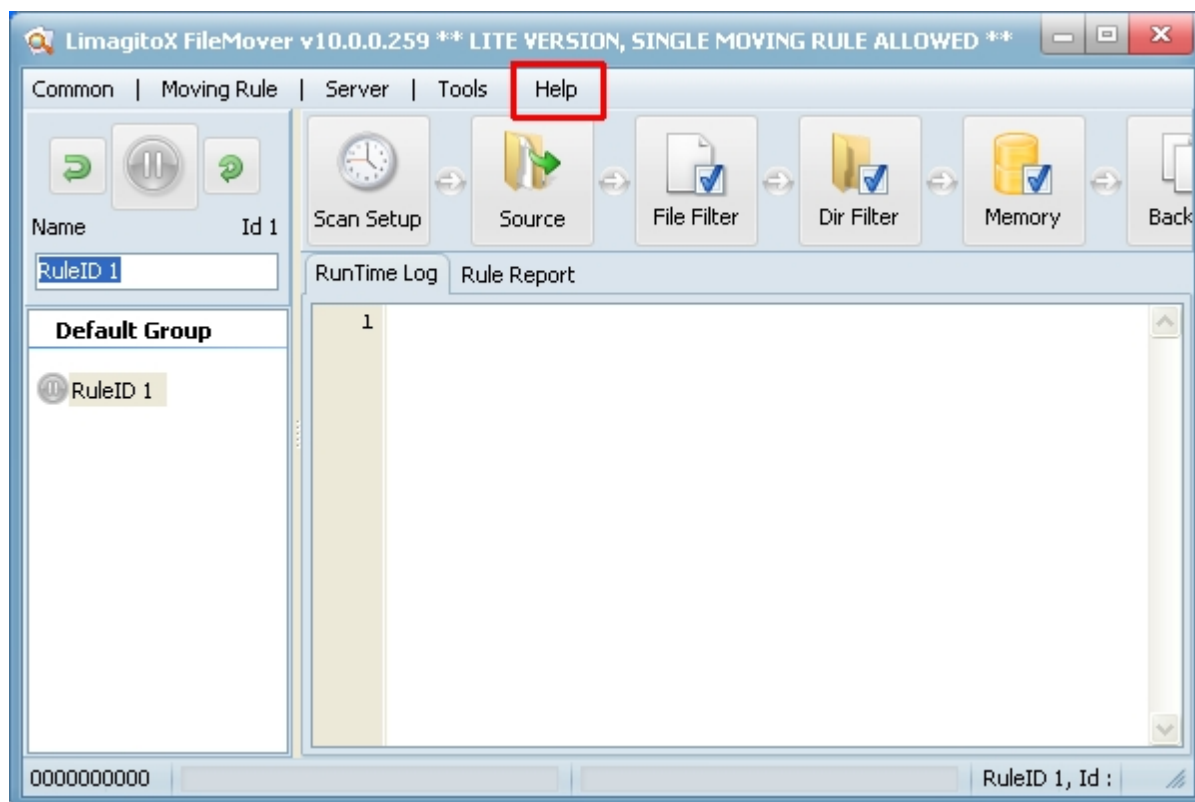 LimagitoX FileMover v10.0.0.259 ** LITE VERSION, SINGLE MOVING RULE ALLOWED **
Common | Moving Rule | Server | Tools Help
Scan Setup Source File Filter Dir Filter Memory Back
Name Id 1
RuleID 1
RunTime Log Rule Report
Default Group
1
RuleID 1
0000000000 RuleID 1, Id :